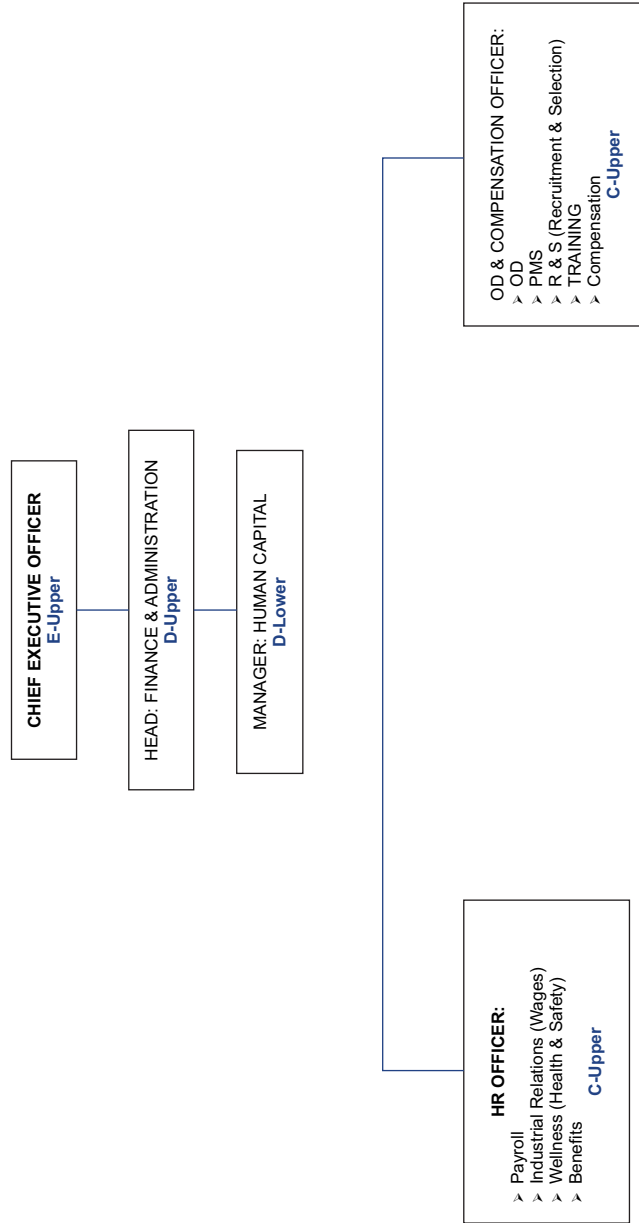 CHIEF EXECUTIVE OFFICER
E-Upper
HEAD: FINANCE & ADMINISTRATION
D-Upper
MANAGER: HUMAN CAPITAL
D-Lower
HR OFFICER:
➢ Payroll
➢ Industrial Relations (Wages)
➢ Wellness (Health & Safety)
➢ Benefits
C-Upper
OD & COMPENSATION OFFICER:
➢ OD
➢ PMS
➢ R & S (Recruitment & Selection)
➢ TRAINING
➢ Compensation
C-Upper